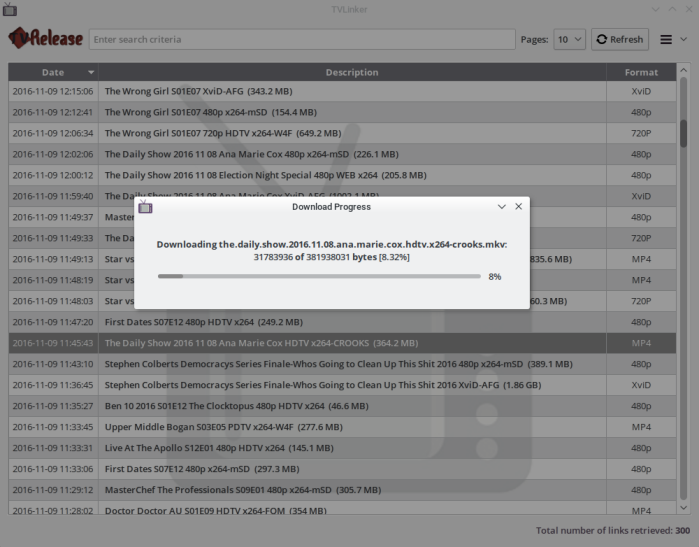 TVLinker
TVRelease
Enter search criteria
Pages: 10 Refresh
Date Description Format
2016-11-09 12:15:06 The Wrong Girl S01E07 XviD-AFG (343.2 MB) XviD
2016-11-09 12:12:41 The Wrong Girl S01E07 480p x264-mSD (154.4 MB) 480p
2016-11-09 12:06:34 The Wrong Girl S01E07 720p HDTV x264-W4F (649.2 MB) 720P
2016-11-09 12:02:06 The Daily Show 2016 11 08 Ana Marie Cox 480p x264-mSD (226.1 MB) 480p
2016-11-09 12:00:12 The Daily Show 2016 11 08 Election Night Special 480p WEB x264 (205.8 MB) 480p
2016-11-09 11:59:40 The Daily Show 2016 11 08 Ana Marie Cox XviD-AFG (1002.1 MB) XviD
2016-11-09 11:49:37 Master 480p
2016-11-09 11:49:33 The Da 720P
2016-11-09 11:49:13 Star vs 835.6 MB) MP4
2016-11-09 11:48:19 Star vs MP4
2016-11-09 11:48:03 Star vs 60.3 MB) 720P
Download Progress
Downloading the.daily.show.2016.11.08.ana.marie.cox.hdtv.x264-crooks.mkv:
31783936 of 381938031 bytes [8.32%]
8%
2016-11-09 11:47:20 First Dates S07E12 480p HDTV x264 (249.2 MB) 480p
2016-11-09 11:45:43 The Daily Show 2016 11 08 Ana Marie Cox HDTV x264-CROOKS (364.2 MB) MP4
2016-11-09 11:43:10 Stephen Colberts Democracys Series Finale-Whos Going to Clean Up This Shit 2016 480p x264-mSD (389.1 MB) 480p
2016-11-09 11:36:45 Stephen Colberts Democracys Series Finale-Whos Going to Clean Up This Shit 2016 XviD-AFG (1.86 GB) XviD
2016-11-09 11:35:27 Ben 10 2016 S01E12 The Clocktopus 480p HDTV x264 (46.6 MB) 480p
2016-11-09 11:33:45 Upper Middle Bogan S03E05 PDTV x264-W4F (277.6 MB) MP4
2016-11-09 11:33:31 Live At The Apollo S12E01 480p HDTV x264 (145.1 MB) 480p
2016-11-09 11:33:06 First Dates S07E12 480p x264-mSD (297.3 MB) 480p
2016-11-09 11:29:12 MasterChef The Professionals S09E01 480p x264-mSD (305.7 MB) 480p
2016-11-09 11:28:02 Doctor Doctor AU S01E09 HDTV x264-FQM (354 MB) MP4
Total number of links retrieved: 300